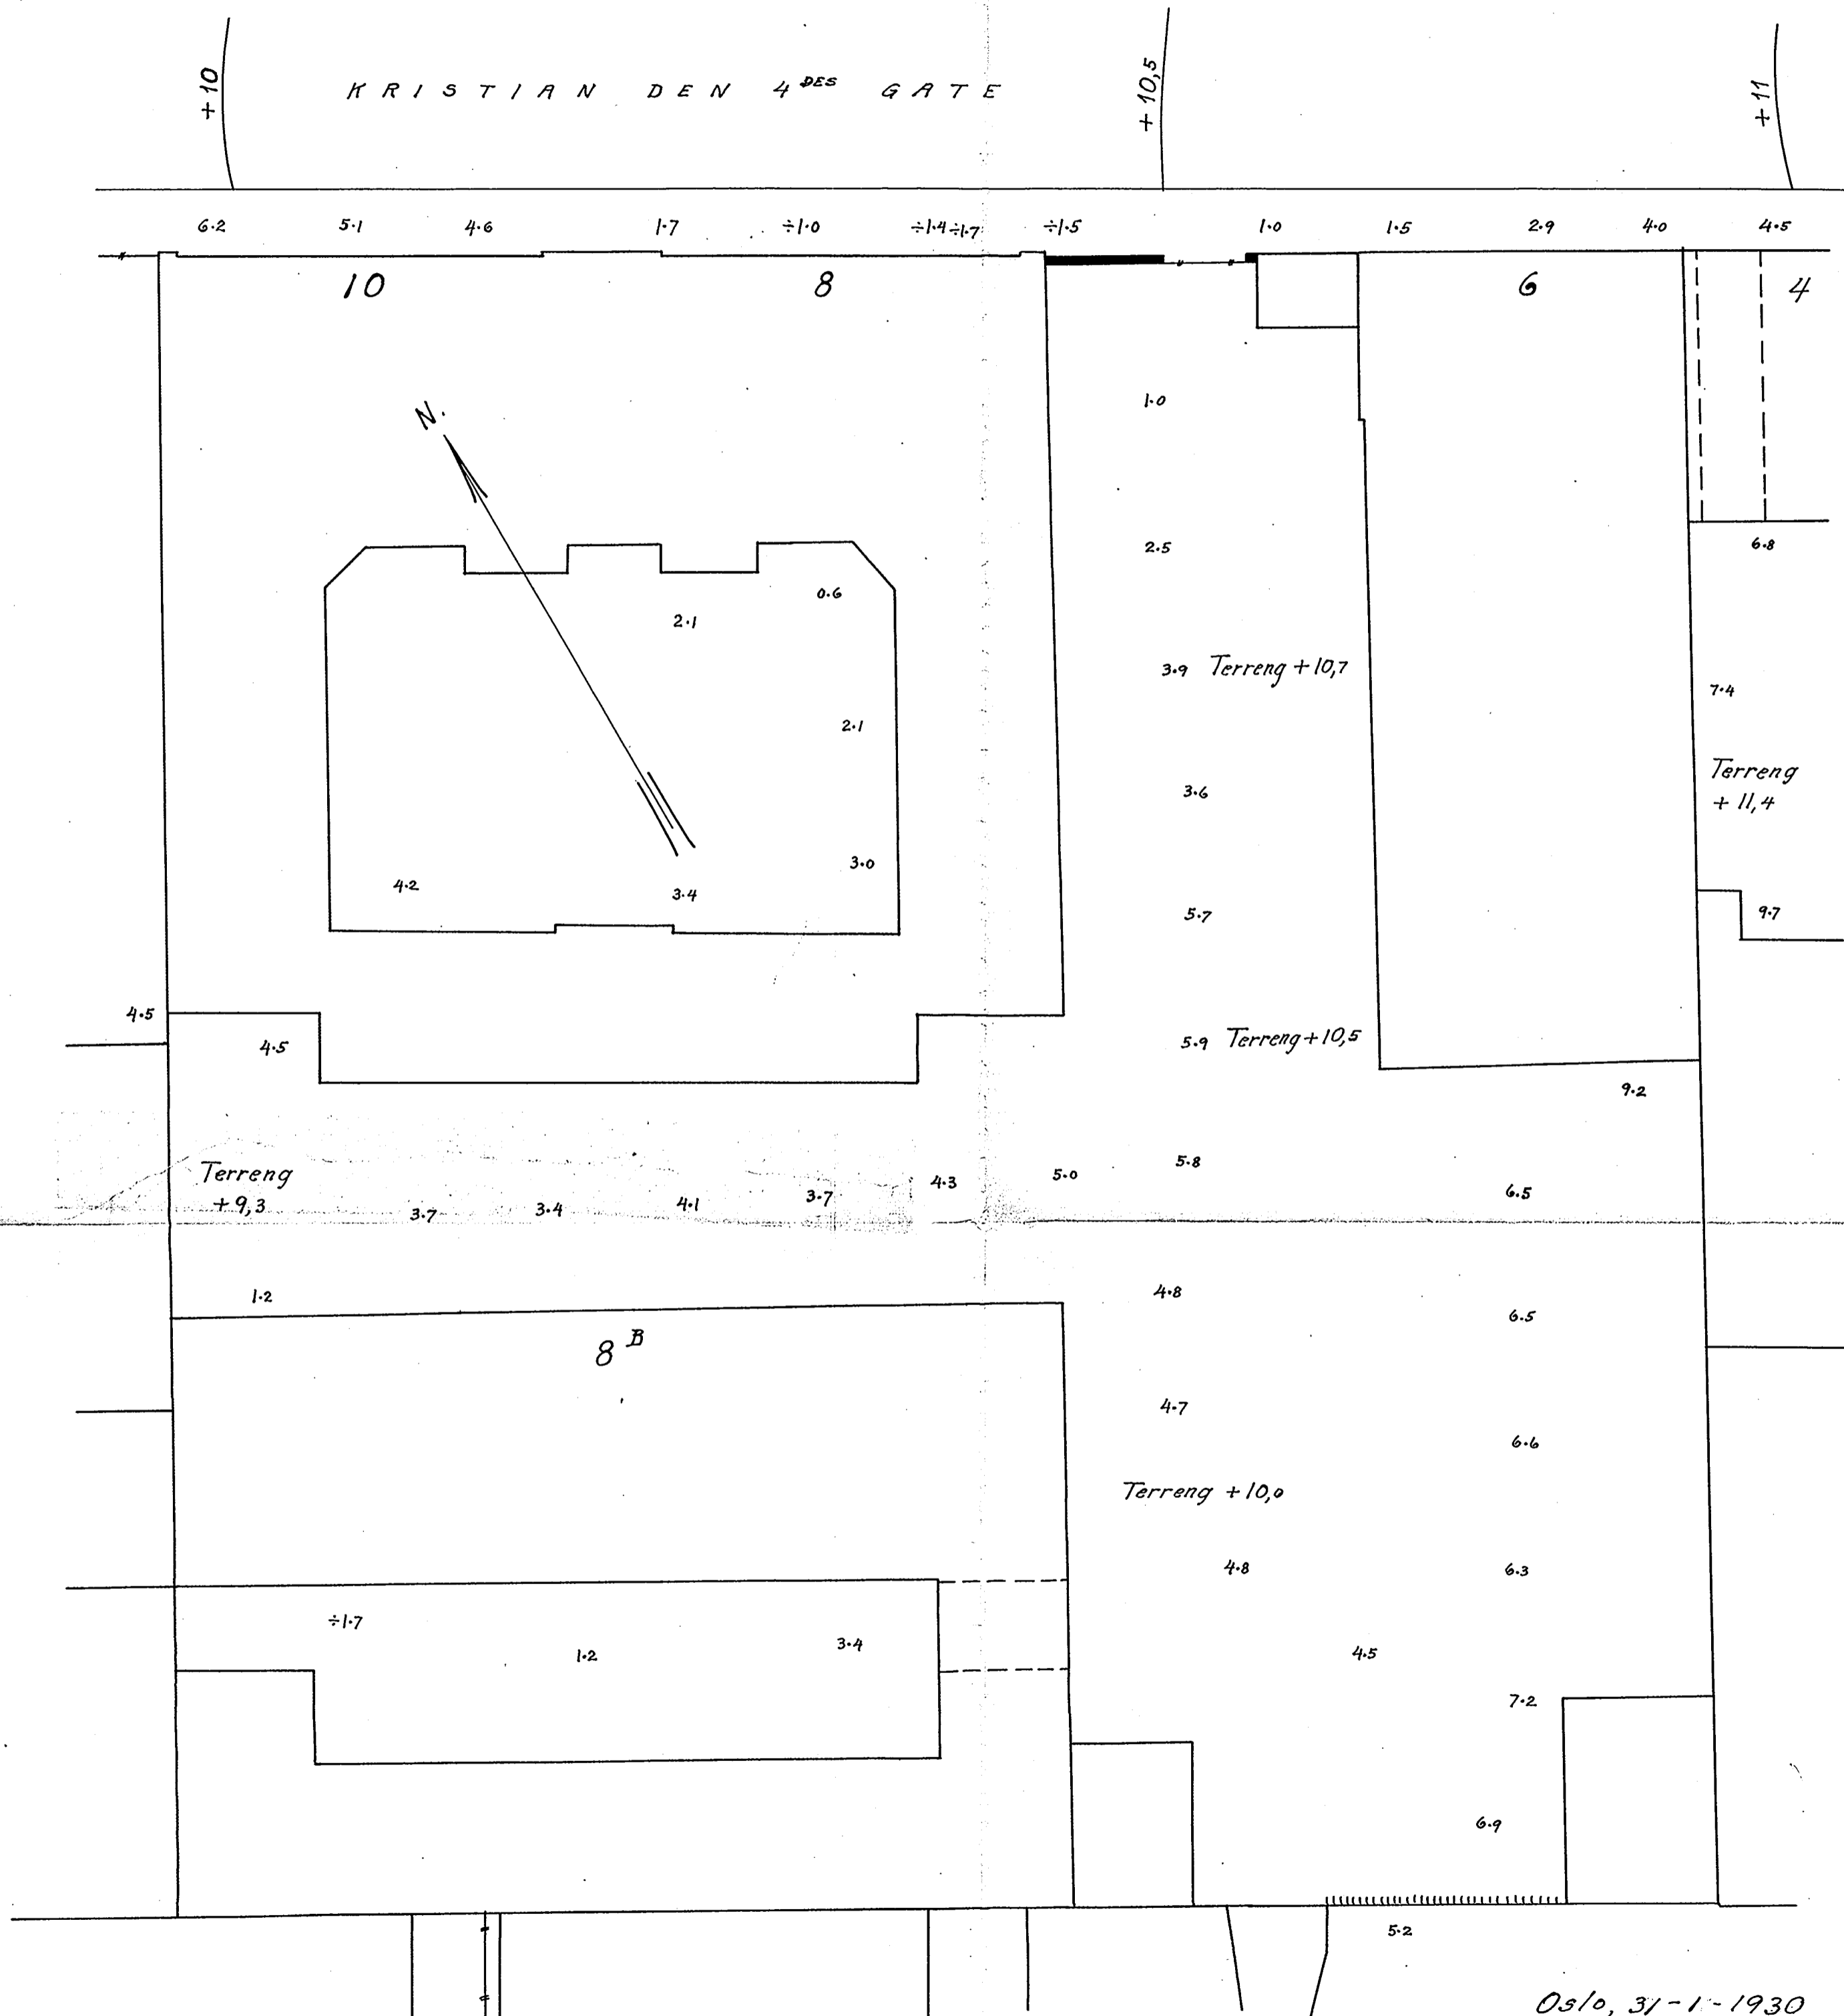 +10
KRISTIAN DEN 4DES GATE
+10,5
+11
6.2 5.1 4.6 1.7 ÷1.0 ÷1.4 ÷1.7 ÷1.5 1.0 1.5 2.9 4.0 4.5
10 8 6 4
1.0
N.
2.5 6.8
0.6
2.1
3.9 Terreng +10,7
7.4
2.1
Terreng
+11,4
3.6
3.0
4.2 3.4
5.7 9.7
4.5
4.5
5.9 Terreng +10,5
9.2
Terreng
+9,3
3.7 3.4 4.1 3.7 4.3 5.0 5.8 6.5
1.2 4.8
6.5
8B
4.7
6.6
Terreng +10,0
4.8 6.3
÷1.7
1.2 3.4 4.5
7.2
6.9
5.2
Oslo, 31-1-1930